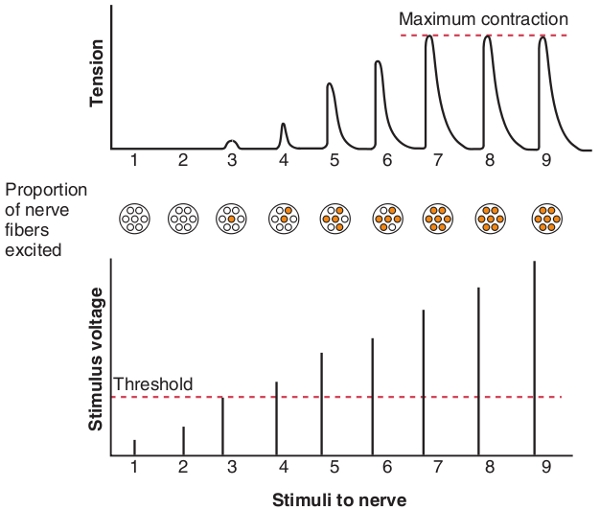 Maximum contraction
Tension
1 2 3 4 5 6 7 8 9
Proportion
of nerve
fibers
excited
Threshold
Stimulus voltage
1 2 3 4 5 6 7 8 9
Stimuli to nerve